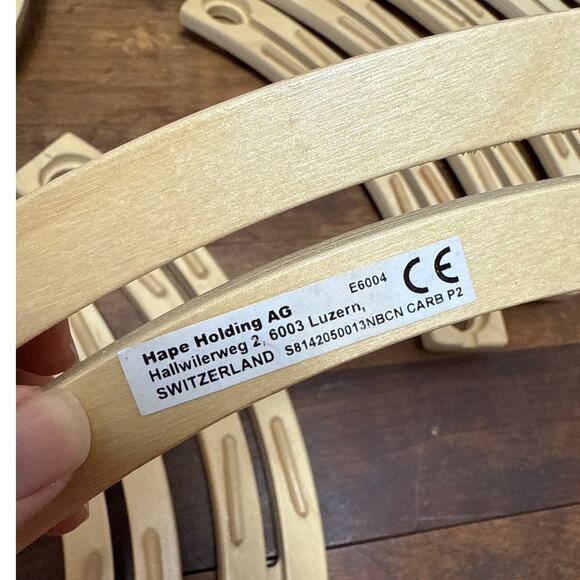 Hape Holding AG E6004 CE
Hallwilerweg 2, 6003 Luzern,
SWITZERLAND S8142050013NBCN CARB P2